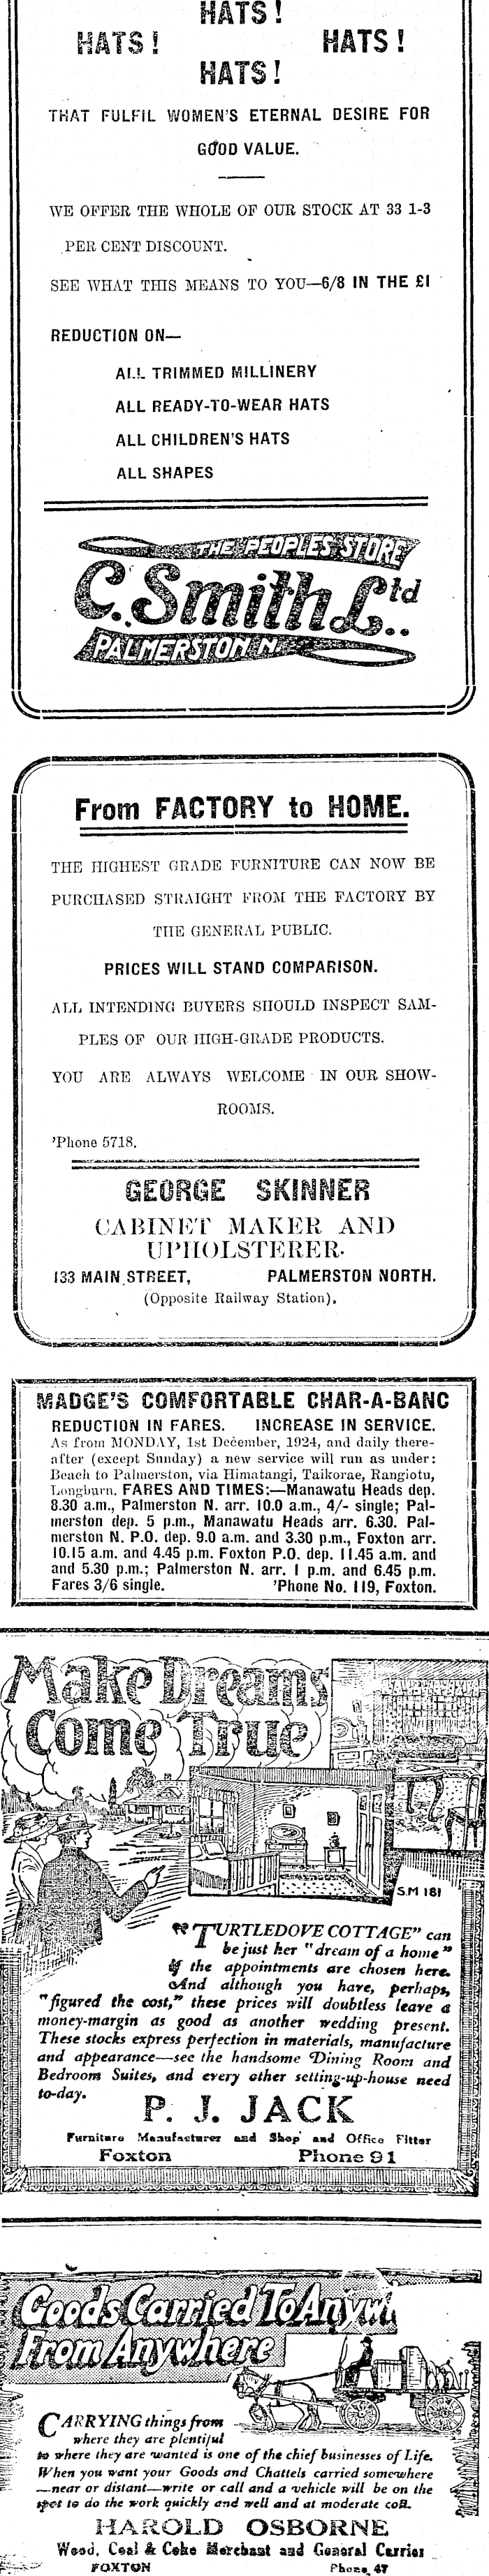 HATS!
HATS! HATS!
HATS!
THAT FULFIL WOMEN'S ETERNAL DESIRE FOR
GOOD VALUE.
WE OFFER THE WHOLE OF OUR STOCK AT 33 1-3
PER CENT DISCOUNT.
SEE WHAT THIS MEANS TO YOU—6/8 IN THE £1
REDUCTION ON—
ALL TRIMMED MILLINERY
ALL READY-TO-WEAR HATS
ALL CHILDREN'S HATS
ALL SHAPES
THE PEOPLES STORE
C. Smith Ltd
PALMERSTON N.
From FACTORY to HOME.
THE HIGHEST GRADE FURNITURE CAN NOW BE
PURCHASED STRAIGHT FROM THE FACTORY BY
THE GENERAL PUBLIC.
PRICES WILL STAND COMPARISON.
ALL INTENDING BUYERS SHOULD INSPECT SAM-
PLES OF OUR HIGH-GRADE PRODUCTS.
YOU ARE ALWAYS WELCOME IN OUR SHOW-
ROOMS.
'Phone 5718.
GEORGE SKINNER
CABINET MAKER AND
UPHOLSTERER.
133 MAIN STREET, PALMERSTON NORTH.
(Opposite Railway Station).
MADGE'S COMFORTABLE CHAR-A-BANC
REDUCTION IN FARES. INCREASE IN SERVICE.
As from MONDAY, 1st December, 1924, and daily there-
after (except Sunday) a new service will run as under:
Beach to Palmerston, via Himatangi, Taikorae, Rangiotu,
Longburn. FARES AND TIMES:—Manawatu Heads dep.
8.30 a.m., Palmerston N. arr. 10.0 a.m., 4/- single; Pal-
merston dep. 5 p.m., Manawatu Heads arr. 6.30. Pal-
merston N. P.O. dep. 9.0 a.m. and 3.30 p.m., Foxton arr.
10.15 a.m. and 4.45 p.m. Foxton P.O. dep. 11.45 a.m. and
and 5.30 p.m.; Palmerston N. arr. 1 p.m. and 6.45 p.m.
Fares 3/6 single. 'Phone No. 119, Foxton.
Make Dreams
Come True
S.M 181
"TURTLEDOVE COTTAGE" can
be just her "dream of a home"
if the appointments are chosen here.
And although you have, perhaps,
"figured the cost," these prices will doubtless leave a
money-margin as good as another wedding present.
These stocks express perfection in materials, manufacture
and appearance—see the handsome Dining Room and
Bedroom Suites, and every other setting-up-house need
to-day.
P. J. JACK
Furniture Manufacturer and Shop and Office Fitter
Foxton Phone 91
Goods Carried To Anyw
From Anywhere
CARRYING things from
where they are plentiful
to where they are wanted is one of the chief businesses of Life.
When you want your Goods and Chattels carried somewhere
—near or distant—write or call and a vehicle will be on the
spot to do the work quickly and well and at moderate cost.
HAROLD OSBORNE
Wood, Coal & Coke Merchant and General Carrier
FOXTON Phone 47